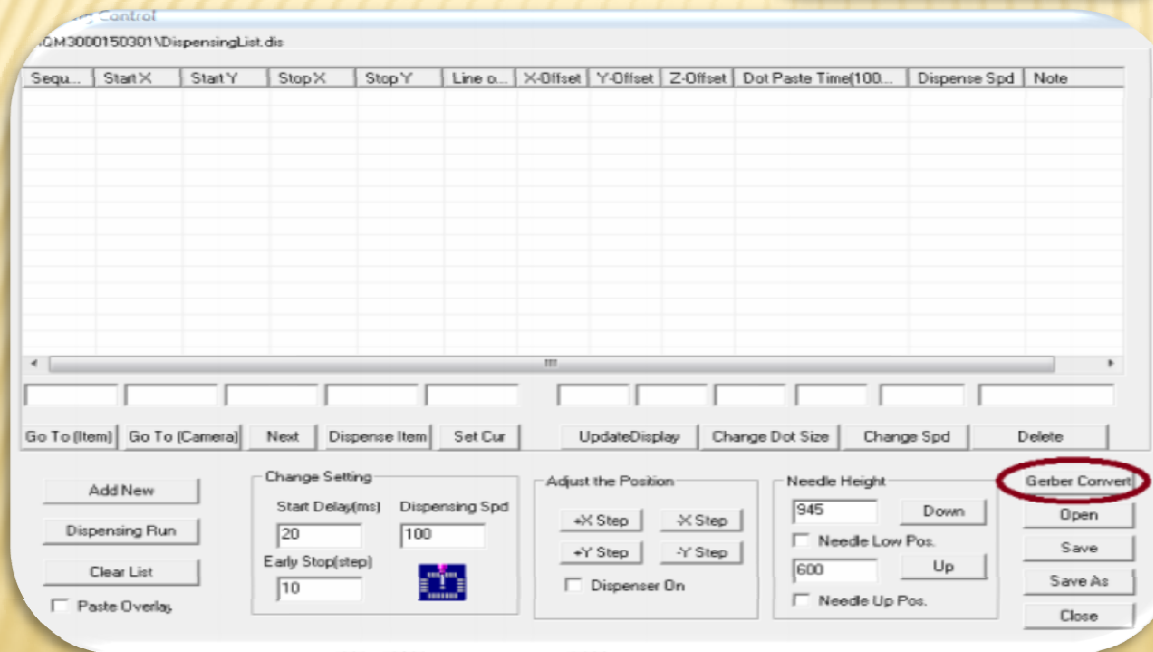 Control
QM3000150301\DispensingList.dis
Sequ... Start X Start Y Stop X Stop Y Line o... X-Offset Y-Offset Z-Offset Dot Paste Time(100... Dispense Spd Note
Go To (Item) Go To (Camera) Next Dispense Item Set Cur UpdateDisplay Change Dot Size Change Spd Delete
Add New
Dispensing Run
Clear List
Paste Overlay
Change Setting
Start Delay(ms) Dispensing Spd
20 100
Early Stop(step)
10
Adjust the Position
+X Step -X Step
+Y Step -Y Step
Dispenser On
Needle Height
945 Down
Needle Low Pos.
600 Up
Needle Up Pos.
Gerber Convert
Open
Save
Save As
Close